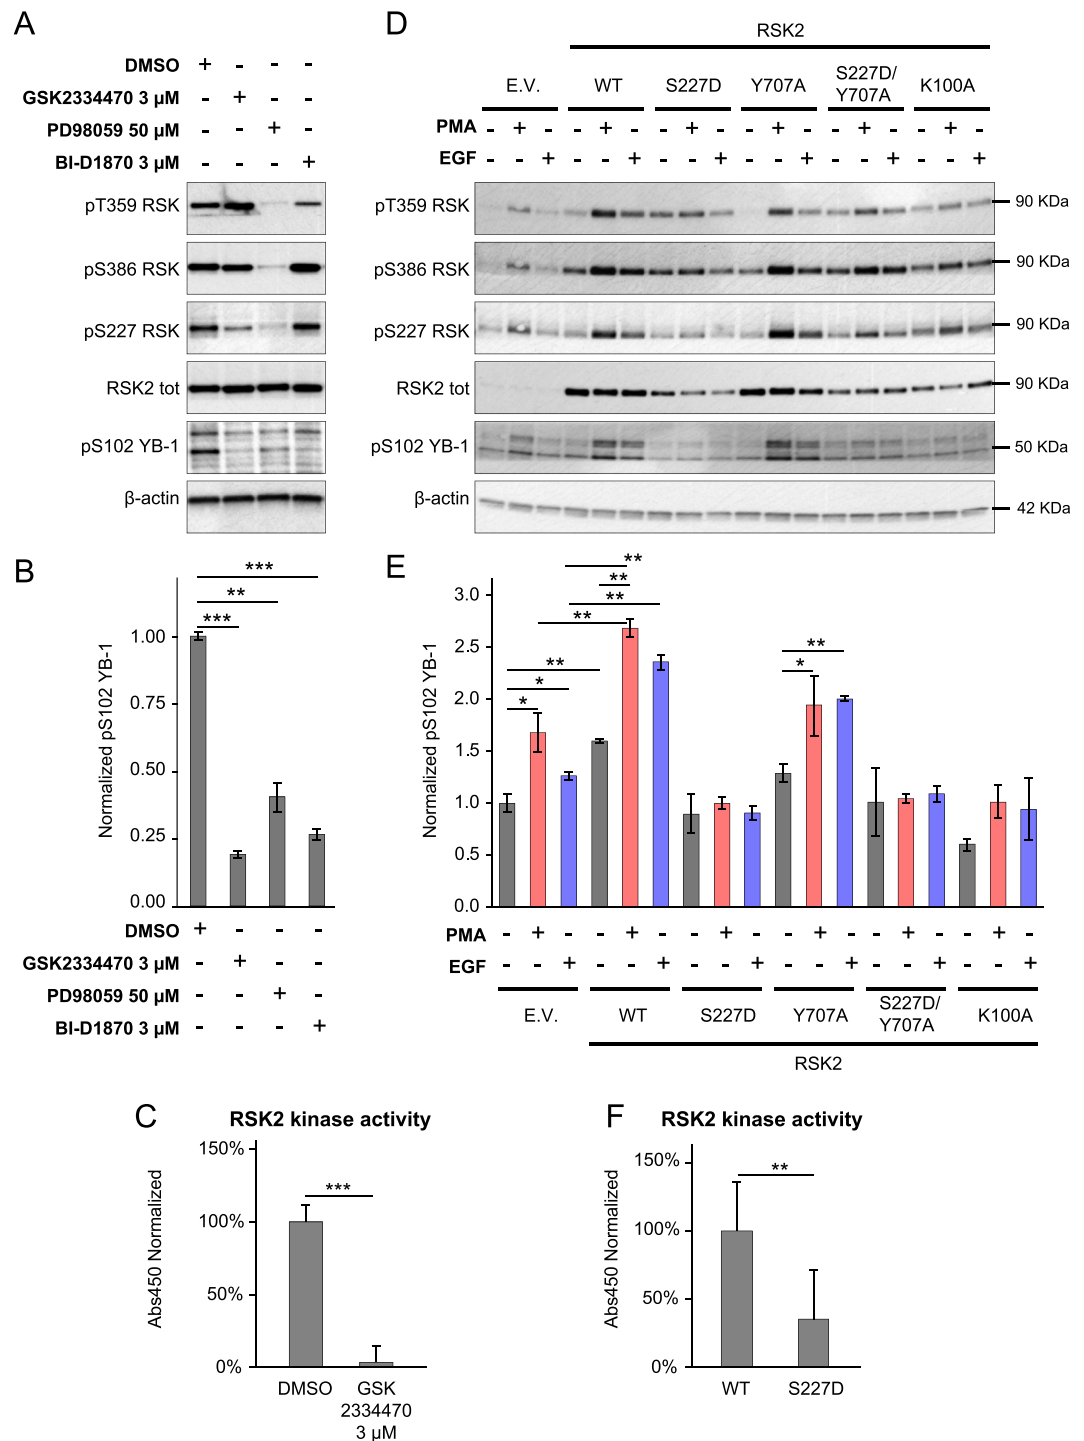 A
DMSO + - - -
GSK2334470 3 µM - + - -
PD98059 50 µM - - + -
BI-D1870 3 µM - - - +
pT359 RSK
pS386 RSK
pS227 RSK
RSK2 tot
pS102 YB-1
β-actin
D
RSK2
E.V. WT S227D Y707A S227D/ Y707A K100A
PMA - + - - + - - + - - + - - + - - + -
EGF - - + - - + - - + - - + - - + - - +
pT359 RSK 90 KDa
pS386 RSK 90 KDa
pS227 RSK 90 KDa
RSK2 tot 90 KDa
pS102 YB-1 50 KDa
β-actin 42 KDa
B
Normalized pS102 YB-1
1.00
0.75
0.50
0.25
0.00
***
**
***
DMSO + - - -
GSK2334470 3 µM - + - -
PD98059 50 µM - - + -
BI-D1870 3 µM - - - +
E
Normalized pS102 YB-1
3.0
2.5
2.0
1.5
1.0
0.5
0.0
**
**
**
**
**
*
*
**
*
PMA - + - - + - - + - - + - - + - - + -
EGF - - + - - + - - + - - + - - + - - +
E.V. WT S227D Y707A S227D/ Y707A K100A
RSK2
C
RSK2 kinase activity
Abs450 Normalized
150%
100%
50%
0%
***
DMSO GSK
2334470
3 µM
F
RSK2 kinase activity
Abs450 Normalized
150%
100%
50%
0%
**
WT S227D